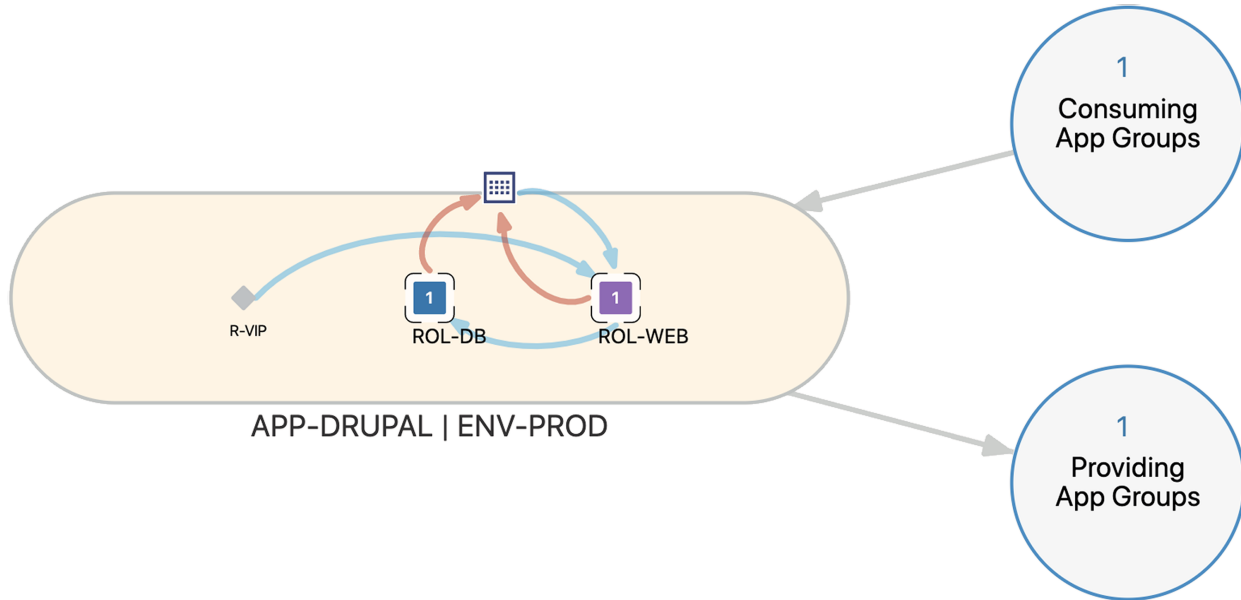 1
Consuming
App Groups
1
1
R-VIP
ROL-DB
ROL-WEB
APP-DRUPAL | ENV-PROD
1
Providing
App Groups